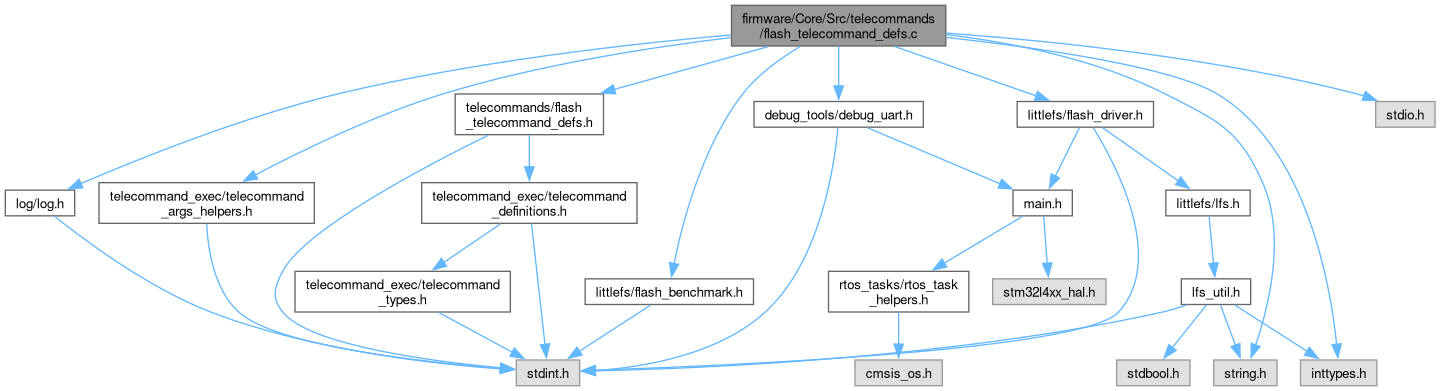 firmware/Core/Src/telecommands
/flash_telecommand_defs.c
telecommands/flash
_telecommand_defs.h
debug_tools/debug_uart.h
littlefs/flash_driver.h
stdio.h
log/log.h
telecommand_exec/telecommand
_args_helpers.h
telecommand_exec/telecommand
_definitions.h
main.h
littlefs/lfs.h
telecommand_exec/telecommand
_types.h
littlefs/flash_benchmark.h
rtos_tasks/rtos_task
_helpers.h
stm32l4xx_hal.h
lfs_util.h
stdint.h
cmsis_os.h
stdbool.h
string.h
inttypes.h